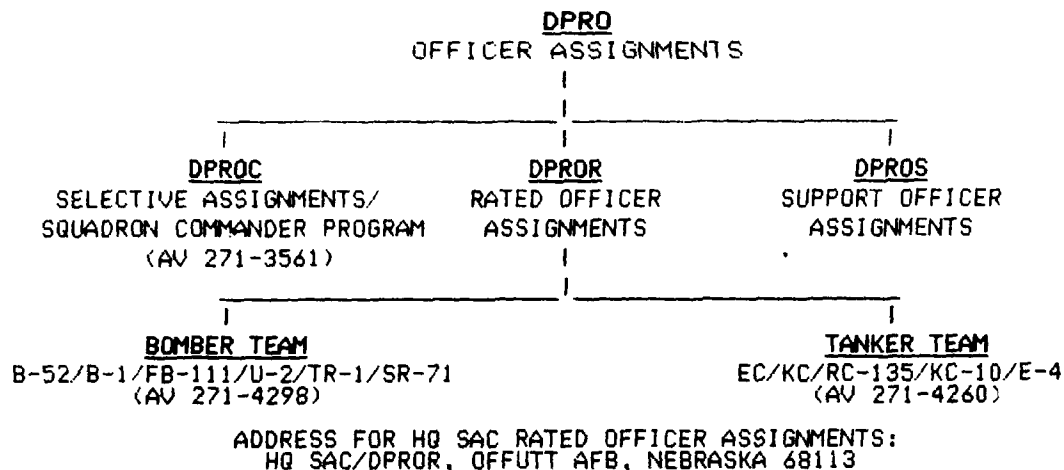 DPRO
OFFICER ASSIGNMENTS
DPROC DPROR DPROS
SELECTIVE ASSIGNMENTS/ RATED OFFICER SUPPORT OFFICER
SQUADRON COMMANDER PROGRAM ASSIGNMENTS ASSIGNMENTS
(AV 271-3561)
BOMBER TEAM TANKER TEAM
B-52/B-1/FB-111/U-2/TR-1/SR-71 EC/KC/RC-135/KC-10/E-4
(AV 271-4298) (AV 271-4260)
ADDRESS FOR HQ SAC RATED OFFICER ASSIGNMENTS:
HQ SAC/DPROR, OFFUTT AFB, NEBRASKA 68113